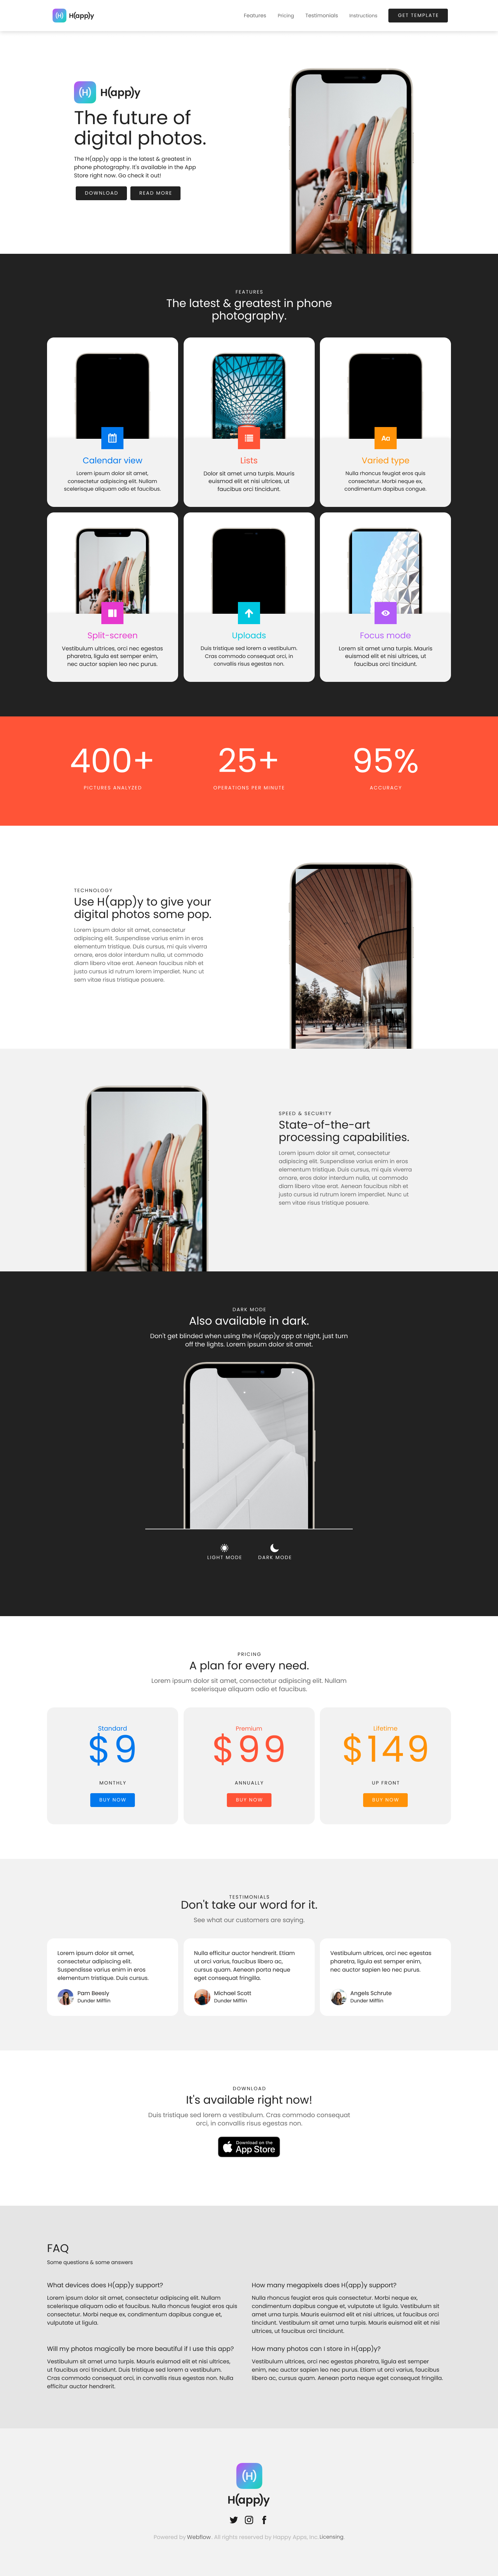 (H) H(app)y
Features Pricing Testimonials Instructions GET TEMPLATE
(H) H(app)y
The future of
digital photos.
The H(app)y app is the latest & greatest in
phone photography. It's available in the App
Store right now. Go check it out!
DOWNLOAD READ MORE
FEATURES
The latest & greatest in phone
photography.
Calendar view
Lorem ipsum dolor sit amet,
consectetur adipiscing elit. Nullam
scelerisque aliquam odio et faucibus.
Lists
Dolor sit amet urna turpis. Mauris
euismod elit et nisi ultrices, ut
faucibus orci tincidunt.
Aa
Varied type
Nulla rhoncus feugiat eros quis
consectetur. Morbi neque ex,
condimentum dapibus congue.
Split-screen
Vestibulum ultrices, orci nec egestas
pharetra, ligula est semper enim,
nec auctor sapien leo nec purus.
Uploads
Duis tristique sed lorem a vestibulum.
Cras commodo consequat orci, in
convallis risus egestas non.
Focus mode
Lorem sit amet urna turpis. Mauris
euismod elit et nisi ultrices, ut
faucibus orci tincidunt.
400+
PICTURES ANALYZED
25+
OPERATIONS PER MINUTE
95%
ACCURACY
TECHNOLOGY
Use H(app)y to give your
digital photos some pop.
Lorem ipsum dolor sit amet, consectetur
adipiscing elit. Suspendisse varius enim in eros
elementum tristique. Duis cursus, mi quis viverra
ornare, eros dolor interdum nulla, ut commodo
diam libero vitae erat. Aenean faucibus nibh et
justo cursus id rutrum lorem imperdiet. Nunc ut
sem vitae risus tristique posuere.
SPEED & SECURITY
State-of-the-art
processing capabilities.
Lorem ipsum dolor sit amet, consectetur
adipiscing elit. Suspendisse varius enim in eros
elementum tristique. Duis cursus, mi quis viverra
ornare, eros dolor interdum nulla, ut commodo
diam libero vitae erat. Aenean faucibus nibh et
justo cursus id rutrum lorem imperdiet. Nunc ut
sem vitae risus tristique posuere.
DARK MODE
Also available in dark.
Don't get blinded when using the H(app)y app at night, just turn
off the lights. Lorem ipsum dolor sit amet.
LIGHT MODE DARK MODE
PRICING
A plan for every need.
Lorem ipsum dolor sit amet, consectetur adipiscing elit. Nullam
scelerisque aliquam odio et faucibus.
Standard
$9
MONTHLY
BUY NOW
Premium
$99
ANNUALLY
BUY NOW
Lifetime
$149
UP FRONT
BUY NOW
TESTIMONIALS
Don't take our word for it.
See what our customers are saying.
Lorem ipsum dolor sit amet,
consectetur adipiscing elit.
Suspendisse varius enim in eros
elementum tristique. Duis cursus.
Pam Beesly
Dunder Mifflin
Nulla efficitur auctor hendrerit. Etiam
ut orci varius, faucibus libero ac,
cursus quam. Aenean porta neque
eget consequat fringilla.
Michael Scott
Dunder Mifflin
Vestibulum ultrices, orci nec egestas
pharetra, ligula est semper enim,
nec auctor sapien leo nec purus.
Angela Schrute
Dunder Mifflin
DOWNLOAD
It's available right now!
Duis tristique sed lorem a vestibulum. Cras commodo consequat
orci, in convallis risus egestas non.
Download on the
App Store
FAQ
Some questions & some answers
What devices does H(app)y support?
Lorem ipsum dolor sit amet, consectetur adipiscing elit. Nullam
scelerisque aliquam odio et faucibus. Nulla rhoncus feugiat eros quis
consectetur. Morbi neque ex, condimentum dapibus congue et,
vulputate ut ligula.
How many megapixels does H(app)y support?
Nulla rhoncus feugiat eros quis consectetur. Morbi neque ex,
condimentum dapibus congue et, vulputate ut ligula. Vestibulum sit
amet urna turpis. Mauris euismod elit et nisi ultrices, ut faucibus orci
tincidunt. Vestibulum sit amet urna turpis. Mauris euismod elit et nisi
ultrices, ut faucibus orci tincidunt.
Will my photos magically be more beautiful if I use this app?
Vestibulum sit amet urna turpis. Mauris euismod elit et nisi ultrices,
ut faucibus orci tincidunt. Duis tristique sed lorem a vestibulum.
Cras commodo consequat orci, in convallis risus egestas non. Nulla
efficitur auctor hendrerit.
How many photos can I store in H(app)y?
Vestibulum ultrices, orci nec egestas pharetra, ligula est semper
enim, nec auctor sapien leo nec purus. Etiam ut orci varius, faucibus
libero ac, cursus quam. Aenean porta neque eget consequat fringilla.
(H)
H(app)y
Powered by Webflow. All rights reserved by Happy Apps, Inc. Licensing